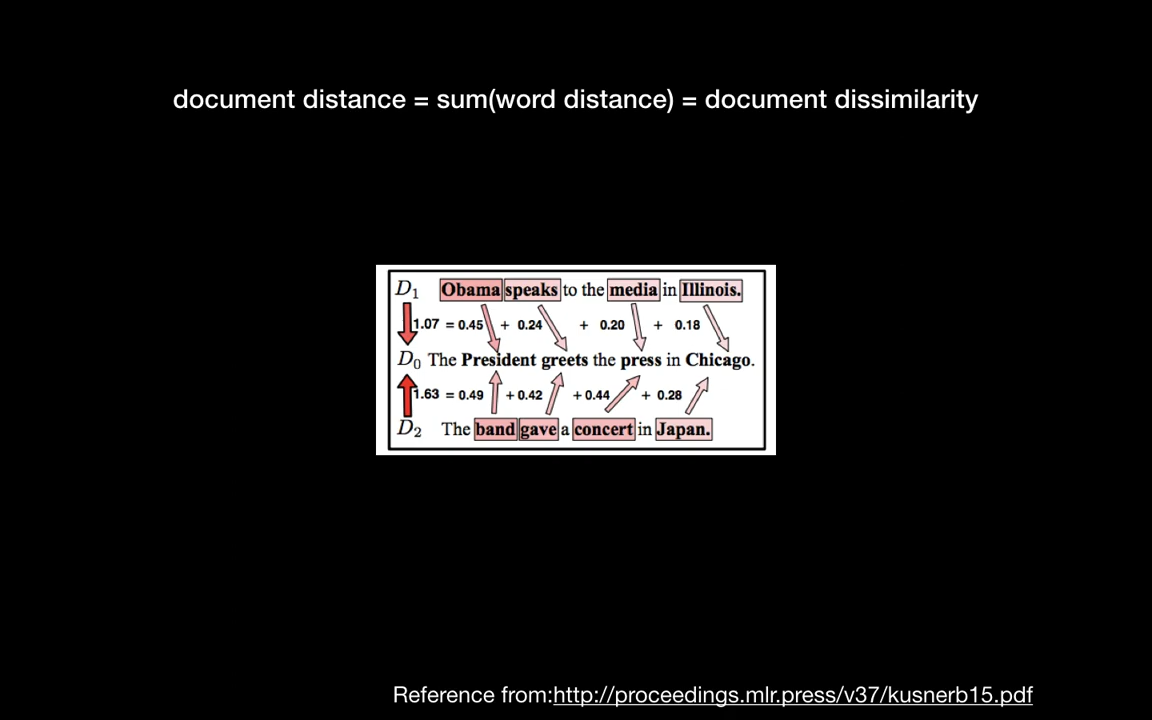 document distance = sum(word distance) = document dissimilarity
D1 Obama speaks to the media in Illinois.
1.07 = 0.45 + 0.24 + 0.20 + 0.18
D0 The President greets the press in Chicago.
1.63 = 0.49 + 0.42 + 0.44 + 0.28
D2 The band gave a concert in Japan.
Reference from:http://proceedings.mlr.press/v37/kusnerb15.pdf